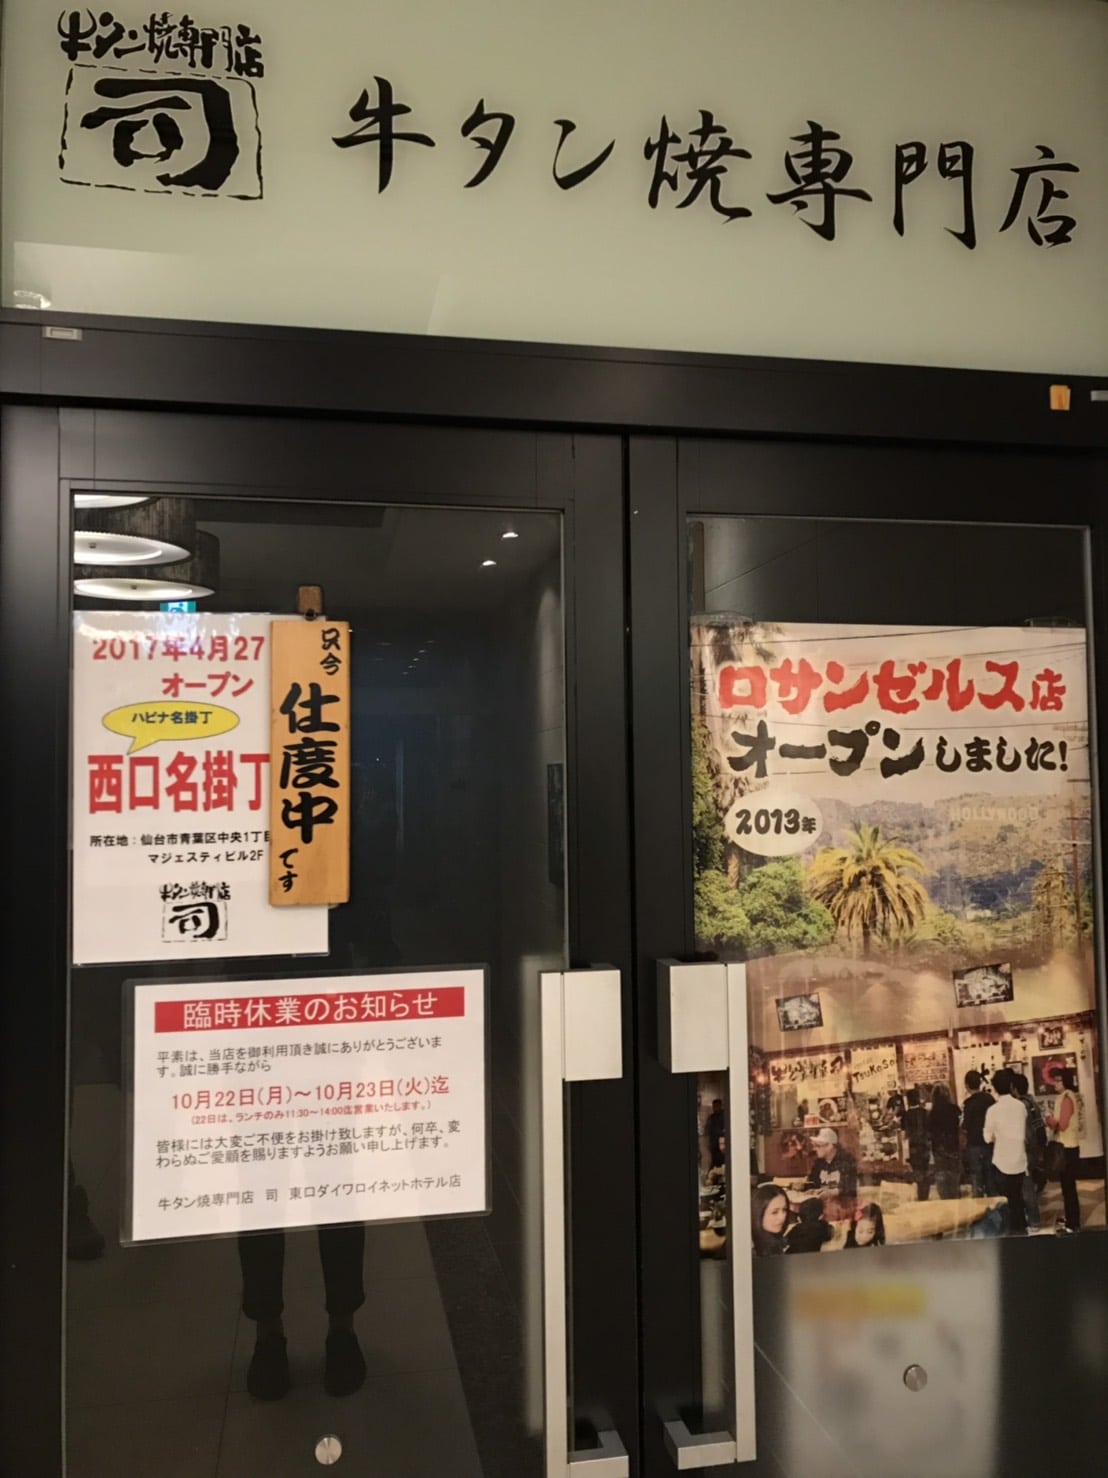 牛タン焼専門店
司
牛タン焼専門店
2017年4月27
オープン
ハピナ名掛丁
西口名掛丁
所在地：仙台市青葉区中央1丁目
マジェスティビル2F
牛タン焼専門店
司
只今
仕度中
です
臨時休業のお知らせ
平素は、当店を御利用頂き誠にありがとうございま
す。誠に勝手ながら
10月22日(月)～10月23日(火)迄
(22日は、ランチのみ11:30～14:00迄営業いたします。)
皆様には大変ご不便をお掛け致しますが、何卒、変
わらぬご愛顧を賜りますようお願い申し上げます。
牛タン焼専門店　司　東口ダイワロイネットホテル店
ロサンゼルス店
オープンしました!
2013年
HOLLYWOOD
牛タン焼専門店 司
TSUKASA